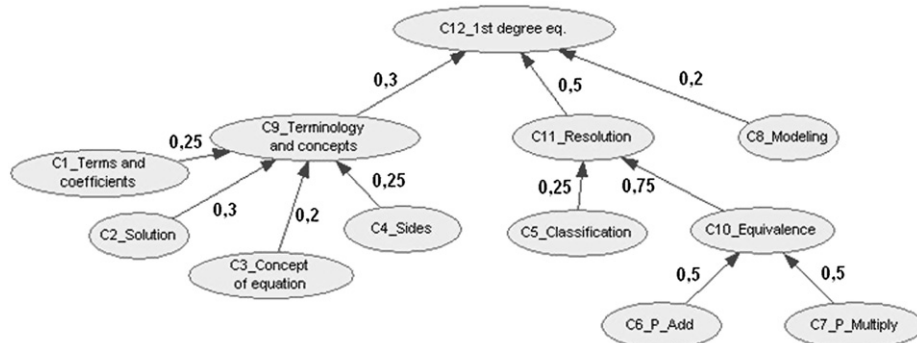 C12_1st degree eq.
0,3
0,5
0,2
C9_Terminology
and concepts
C11_Resolution
C8_Modeling
0,25
C1_Terms and
coefficients
0,3
0,2
0,25
0,25
0,75
C2_Solution
C4_Sides
C5_Classification
C10_Equivalence
C3_Concept
of equation
0,5
0,5
C6_P_Add
C7_P_Multiply